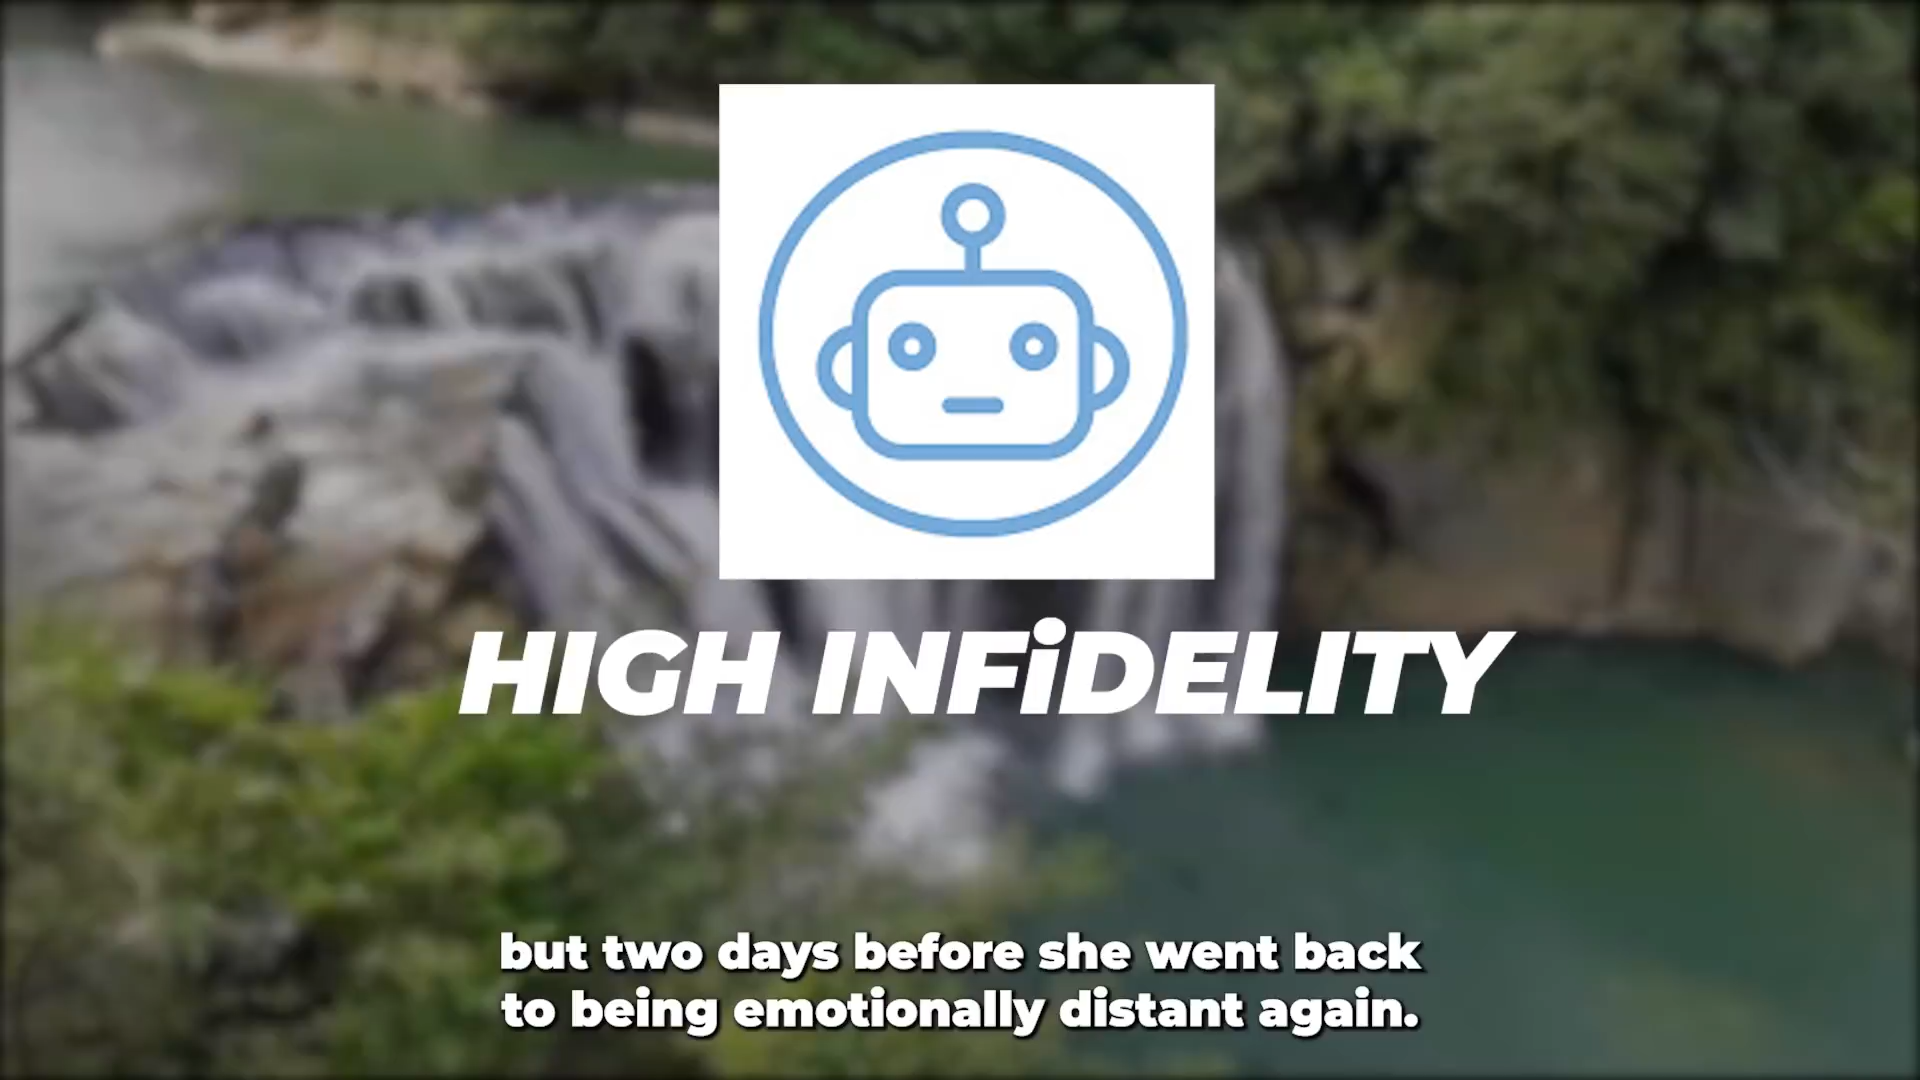 HIGH INFiDELITY
but two days before she went back
to being emotionally distant again.